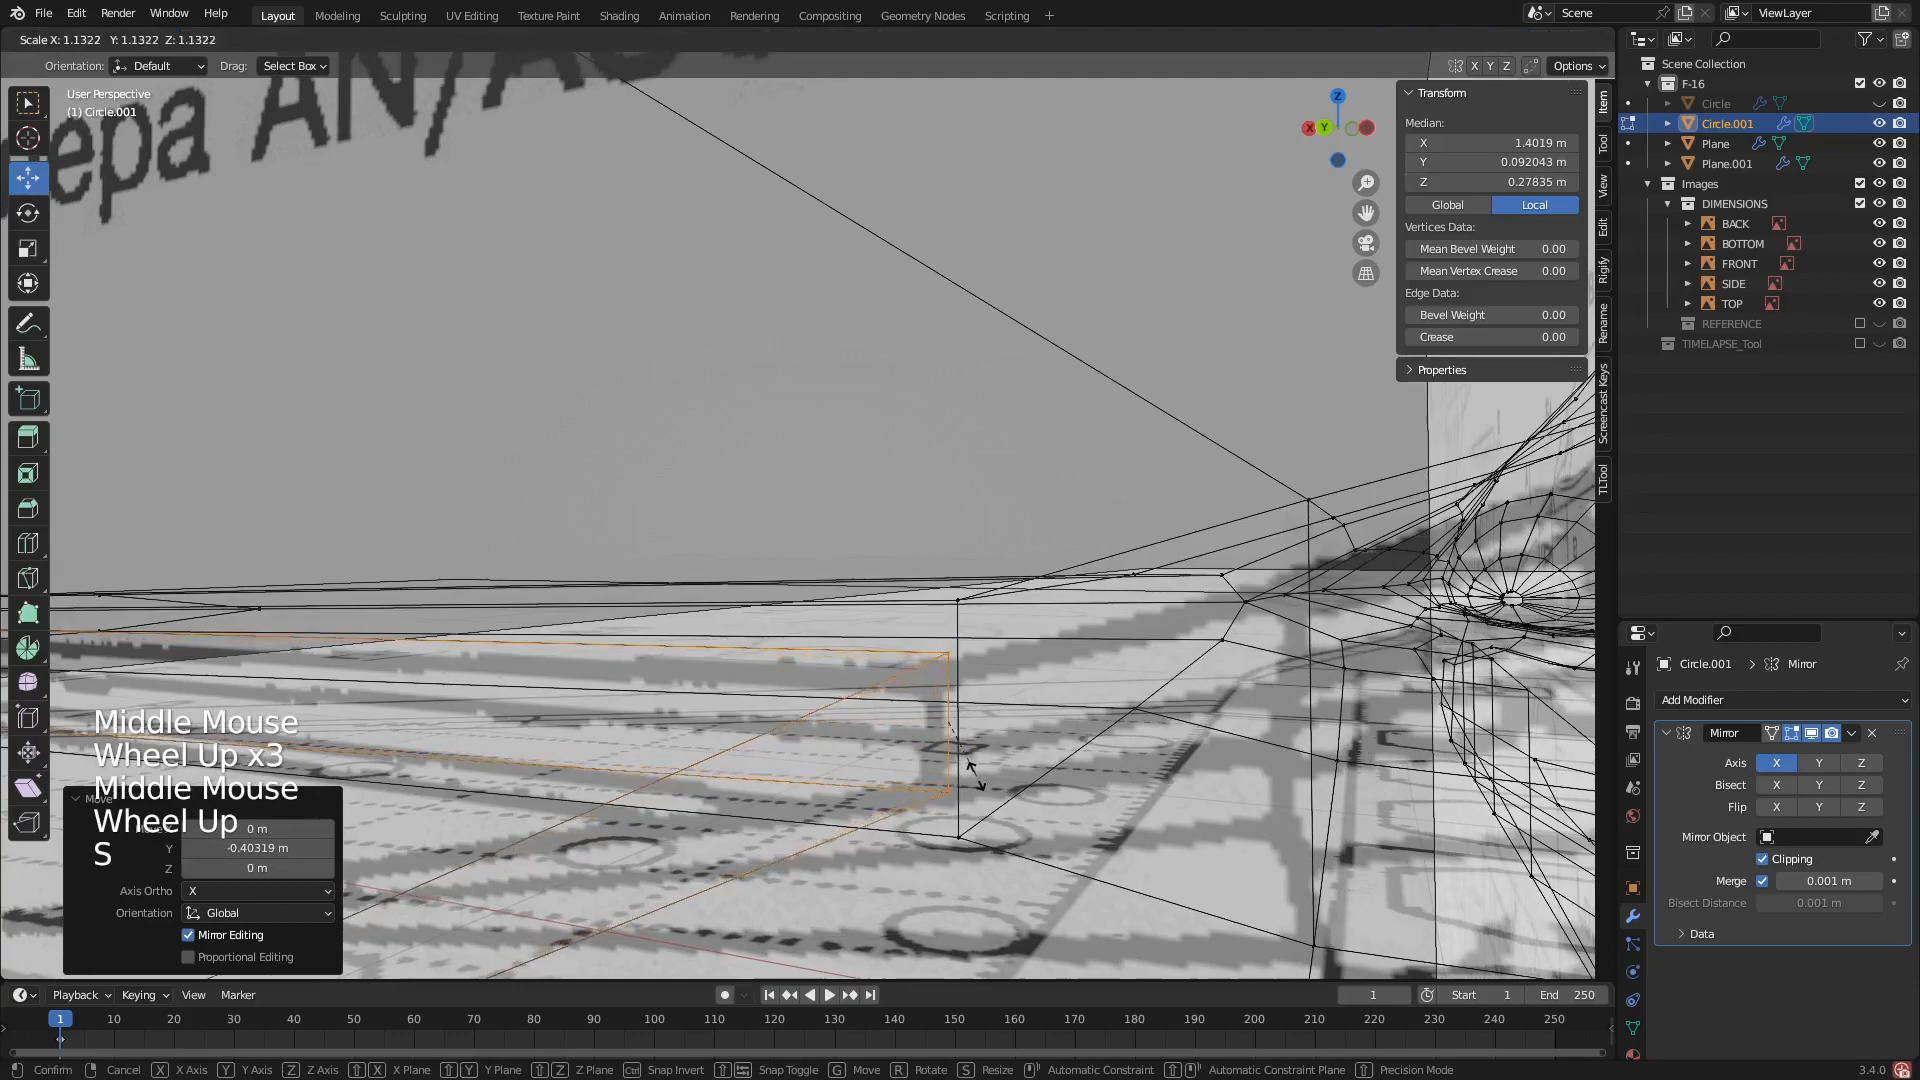 File Edit Render Window Help
Layout Modeling Sculpting UV Editing Texture Paint Shading Animation Rendering Compositing Geometry Nodes Scripting +
Scene
ViewLayer
Scale X: 1.1322 Y: 1.1322 Z: 1.1322
Orientation: Default Drag: Select Box
X Y Z Options
User Perspective
(1) Circle.001
Z
X
Y
Transform
Median:
X 1.4019 m
Y 0.092043 m
Z 0.27835 m
Global Local
Vertices Data:
Mean Bevel Weight 0.00
Mean Vertex Crease 0.00
Edge Data:
Bevel Weight 0.00
Crease 0.00
Properties
Item
Tool
View
Edit
Rigify
Rename
Screencast Keys
TLTool
Scene Collection
F-16
Circle
Circle.001
Plane
Plane.001
Images
DIMENSIONS
BACK
BOTTOM
FRONT
SIDE
TOP
REFERENCE
TIMELAPSE_Tool
Circle.001 > Mirror
Add Modifier
Mirror
Axis X Y Z
Bisect X Y Z
Flip X Y Z
Mirror Object
Clipping
Merge 0.001 m
Bisect Distance 0.001 m
Data
Middle Mouse
Wheel Up x3
Middle Mouse
Wheel Up
S
Move
0 m
Y -0.40319 m
Z 0 m
Axis Ortho X
Orientation Global
Mirror Editing
Proportional Editing
Playback Keying View Marker
1 Start 1 End 250
1 10 20 30 40 50 60 70 80 90 100 110 120 130 140 150 160 170 180 190 200 210 220 230 240 250
Confirm Cancel X X Axis Y Y Axis Z Z Axis X X Plane Y Y Plane Z Z Plane Ctrl Snap Invert Snap Toggle G Move R Rotate S Resize Automatic Constraint Automatic Constraint Plane Precision Mode
3.4.0